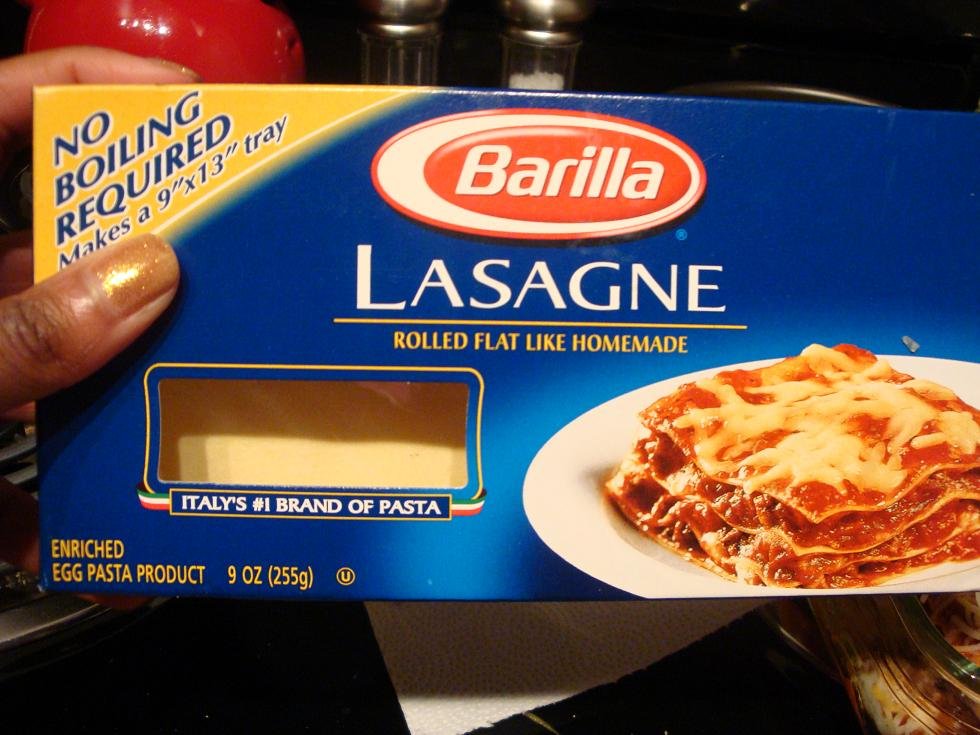 NO
BOILING
REQUIRED
Makes a 9"x13" tray
Barilla
®
LASAGNE
ROLLED FLAT LIKE HOMEMADE
ITALY'S #1 BRAND OF PASTA
ENRICHED
EGG PASTA PRODUCT 9 OZ (255g) U